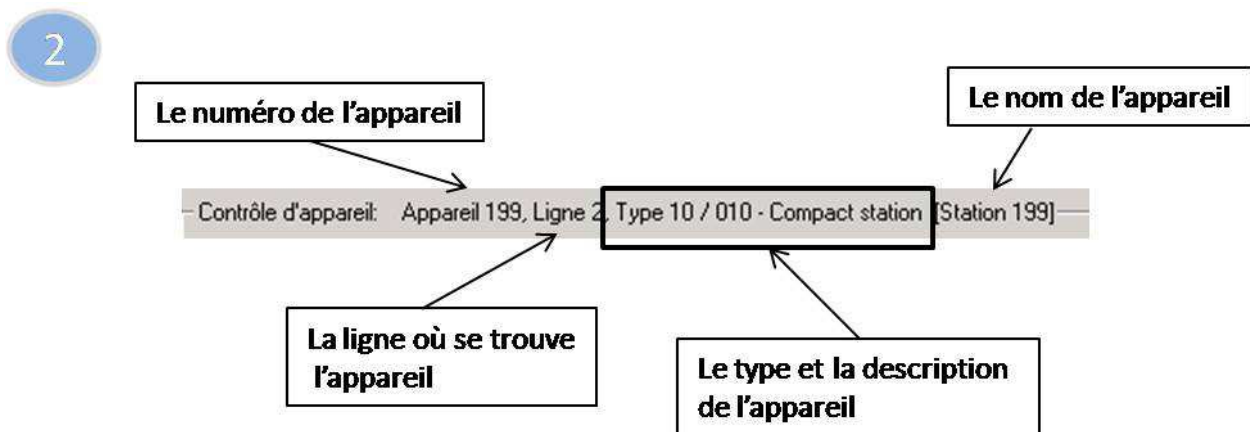 2
Le numéro de l'appareil
Le nom de l'appareil
Contrôle d'appareil: Appareil 199, Ligne 2, Type 10 / 010 - Compact station [Station 199]
La ligne où se trouve
l'appareil
Le type et la description
de l'appareil